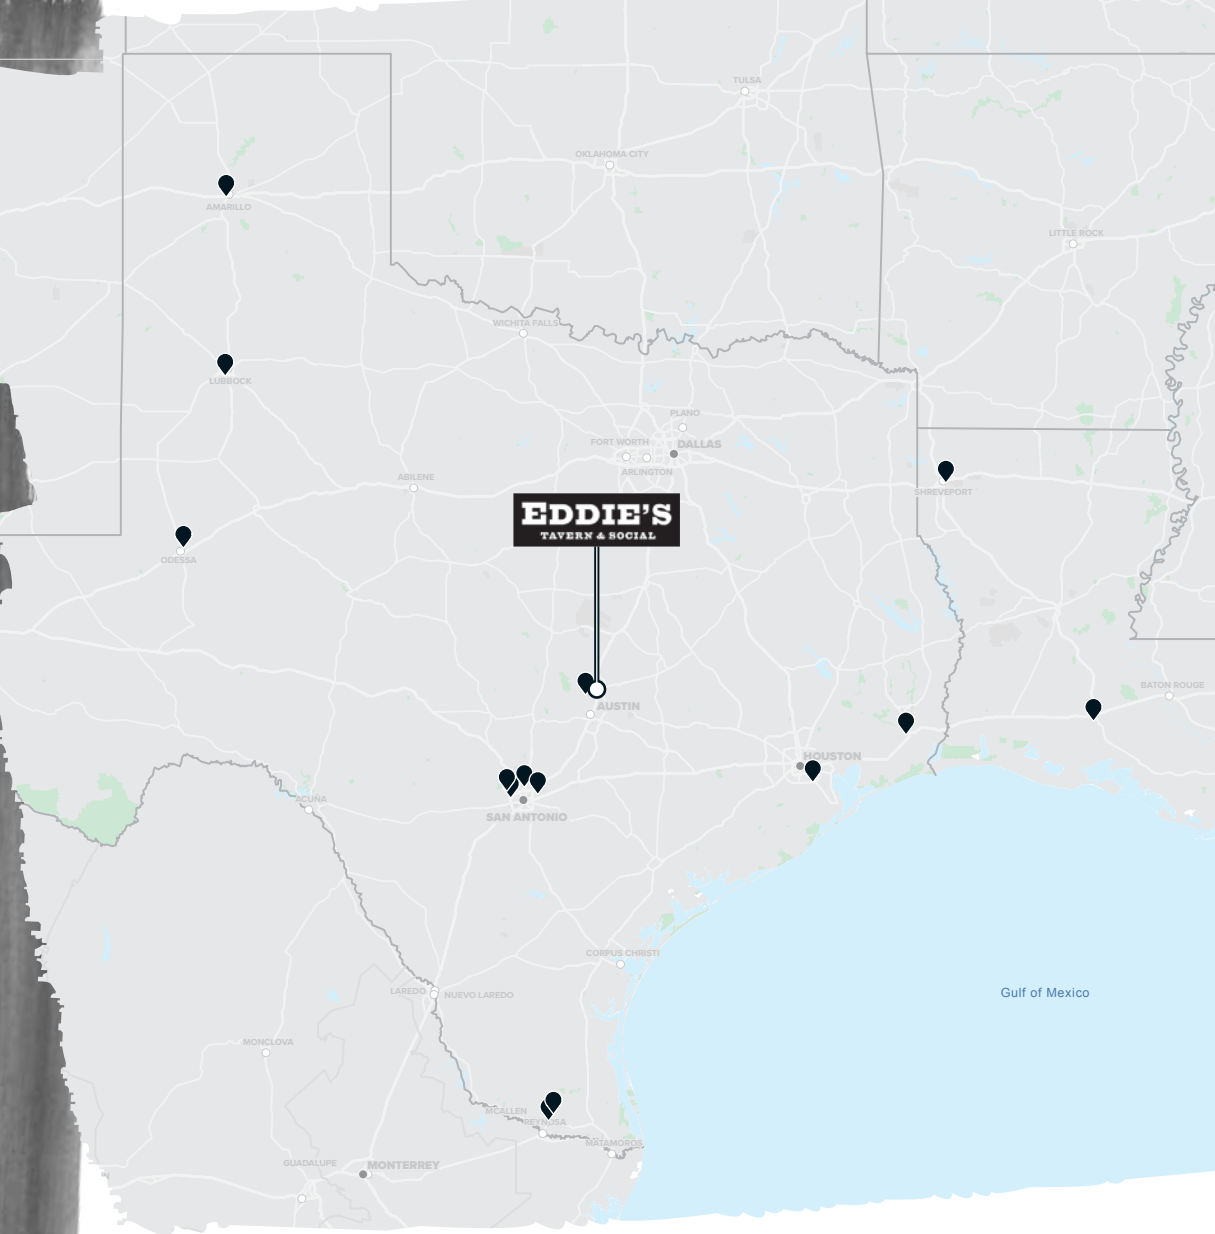 TULSA
OKLAHOMA CITY
AMARILLO
LITTLE ROCK
WICHITA FALLS
LUBBOCK
PLANO
FORT WORTH
DALLAS
ARLINGTON
ABILENE
SHREVEPORT
EDDIE'S
TAVERN & SOCIAL
ODESSA
BATON ROUGE
AUSTIN
HOUSTON
ACUÑA
SAN ANTONIO
CORPUS CHRISTI
LAREDO
NUEVO LAREDO
Gulf of Mexico
MONCLOVA
MCALLEN
REYNOSA
MATAMOROS
GUADALUPE
MONTERREY